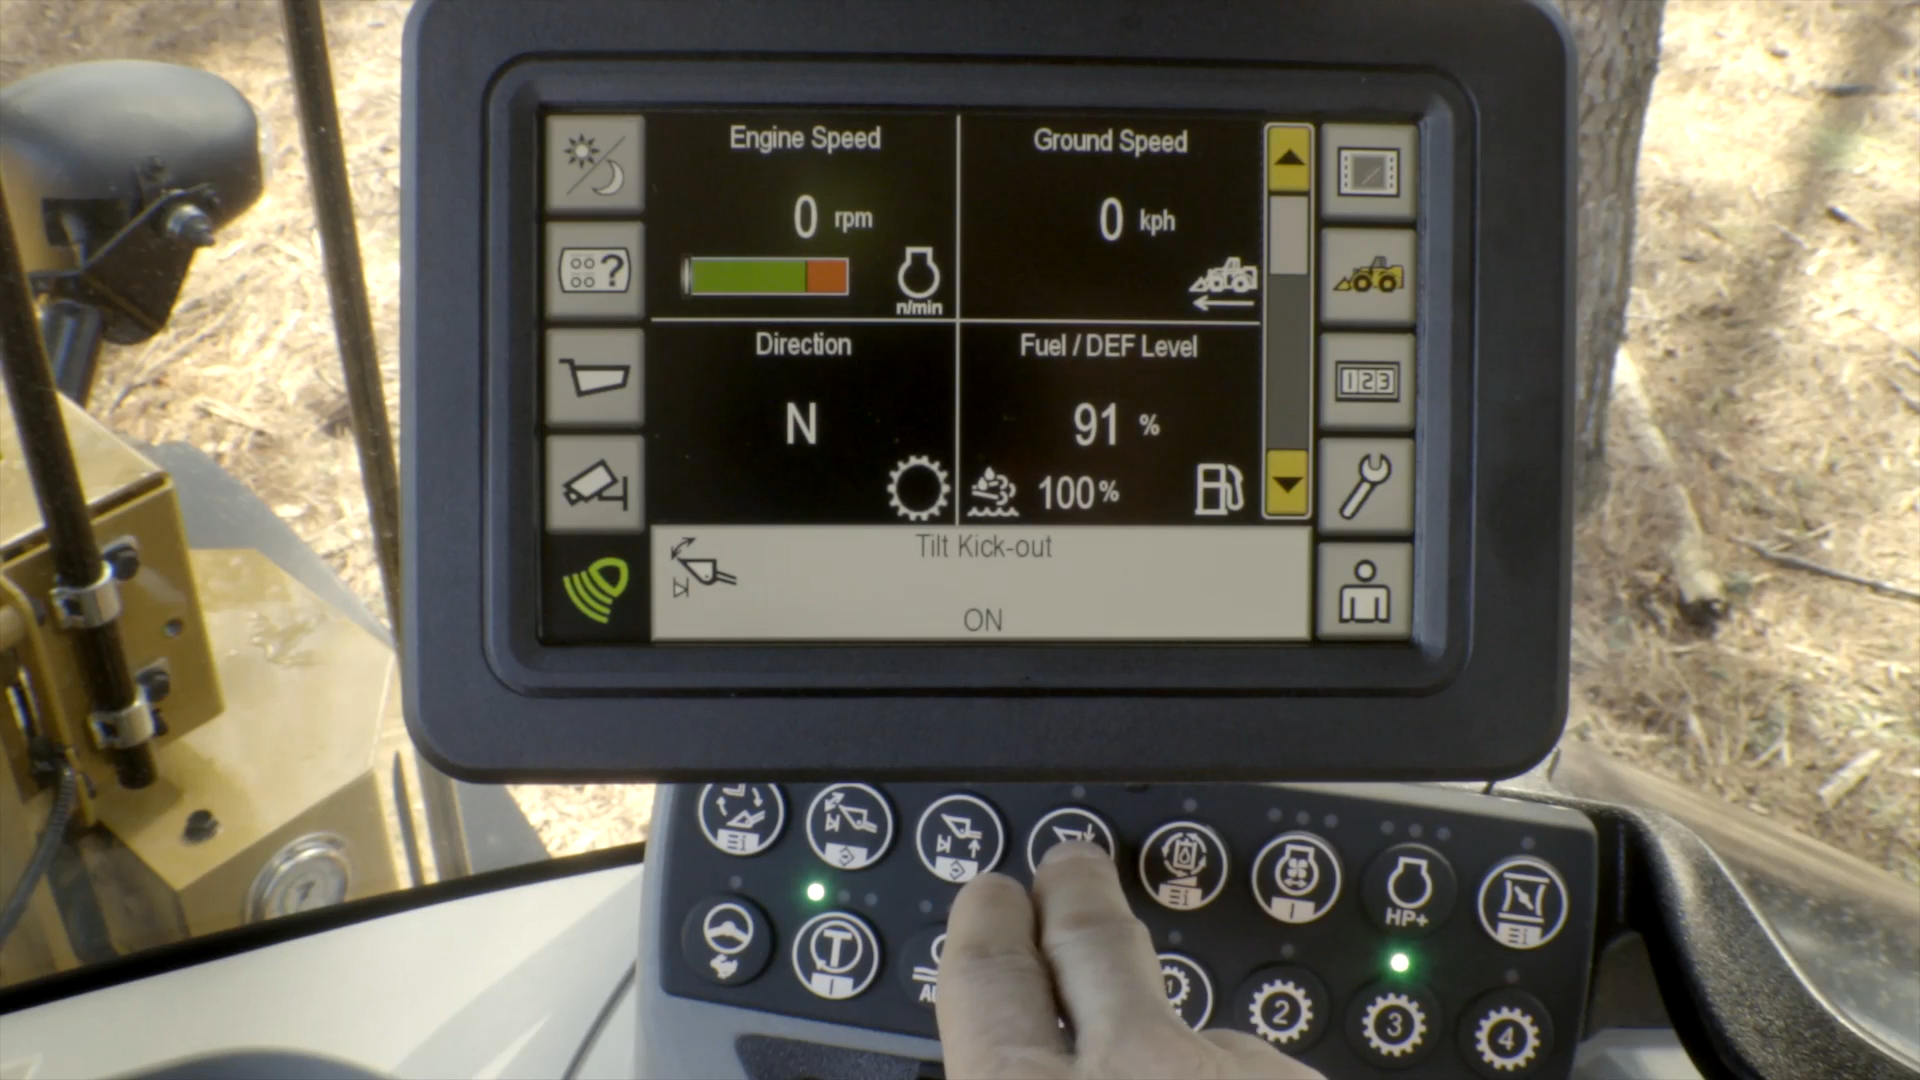 Engine Speed
0 rpm
n/min
Ground Speed
0 kph
Direction
N
Fuel / DEF Level
91 %
100%
?
123
Tilt Kick-out
ON
HP+
T
1
2
3
4